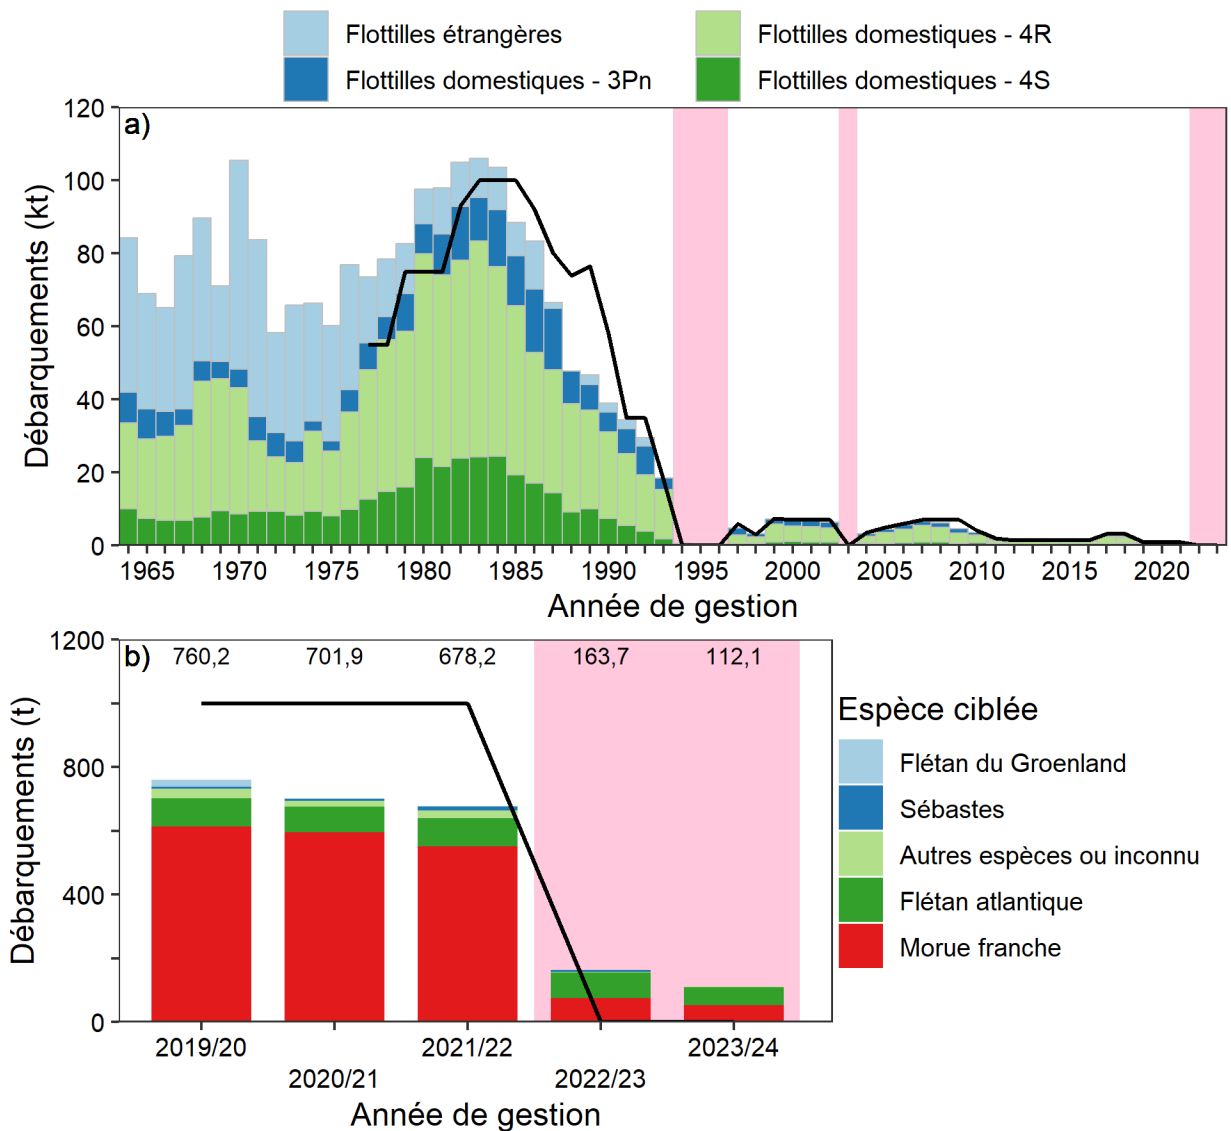 Flottilles étrangères
Flottilles domestiques - 4R
Flottilles domestiques - 3Pn
Flottilles domestiques - 4S
a)
Débarquements (kt)
120
100
80
60
40
20
0
1965 1970 1975 1980 1985 1990 1995 2000 2005 2010 2015 2020
Année de gestion
b)
760,2 701,9 678,2 163,7 112,1
Débarquements (t)
1200
800
400
0
2019/20 2021/22 2023/24
2020/21 2022/23
Année de gestion
Espèce ciblée
Flétan du Groenland
Sébastes
Autres espèces ou inconnu
Flétan atlantique
Morue franche